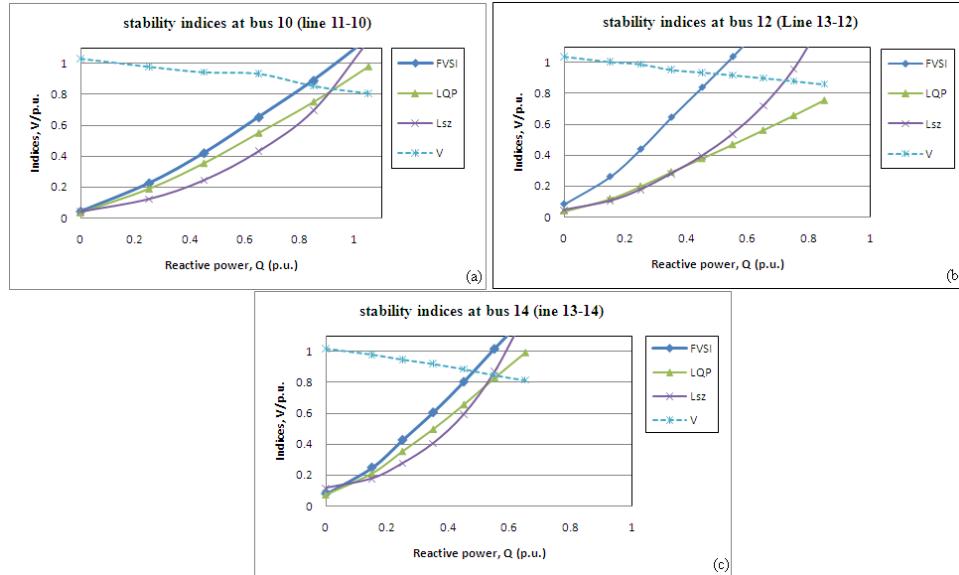 stability indices at bus 10 (line 11-10)
Indices, V/p.u.
1
0.8
0.6
0.4
0.2
0
0 0.2 0.4 0.6 0.8 1
Reactive power, Q (p.u.)
FVSI
LQP
Lsz
V
(a)
stability indices at bus 12 (Line 13-12)
Indices, V/p.u.
1
0.8
0.6
0.4
0.2
0
0 0.2 0.4 0.6 0.8 1
Reactive power, Q (p.u.)
FVSI
LQP
Lsz
V
(b)
stability indices at bus 14 (ine 13-14)
Indices, V/p.u.
1
0.8
0.6
0.4
0.2
0
0 0.2 0.4 0.6 0.8 1
Reactive power, Q (p.u.)
FVSI
LQP
Lsz
V
(c)